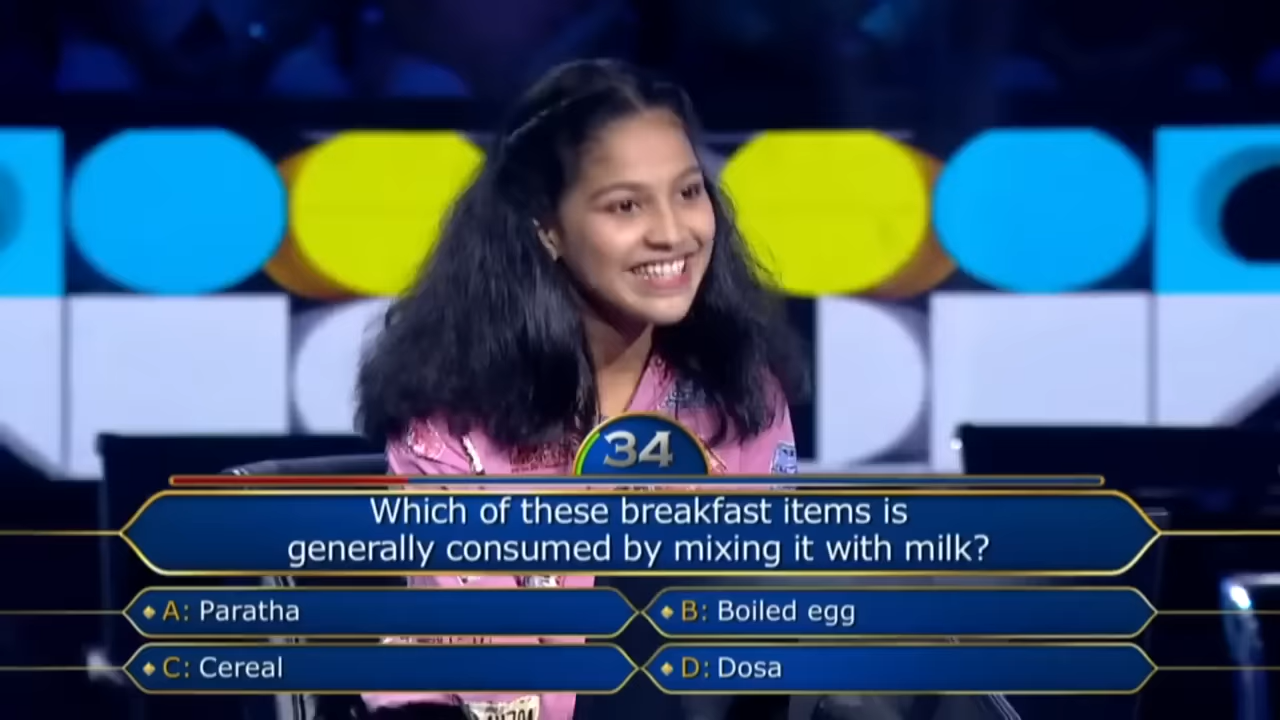 34
Which of these breakfast items is
generally consumed by mixing it with milk?
A: Paratha
B: Boiled egg
C: Cereal
D: Dosa